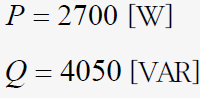 P = 2700 [W]
Q = 4050 [VAR]